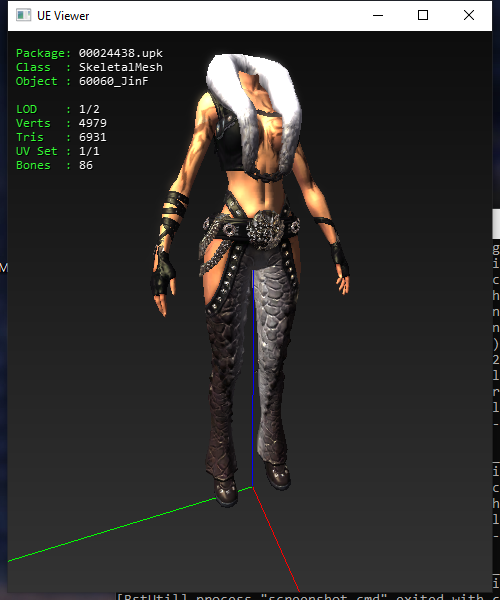 UE Viewer
Package: 00024438.upk
Class  : SkeletalMesh
Object : 60060_JinF
LOD    : 1/2
Verts  : 4979
Tris   : 6931
UV Set : 1/1
Bones  : 86
M
g
i
c
h
n
n
)
2
l
r
l
-
i
c
h
l
-
i
[RstUtil] process "screenshot.cmd" exited with c